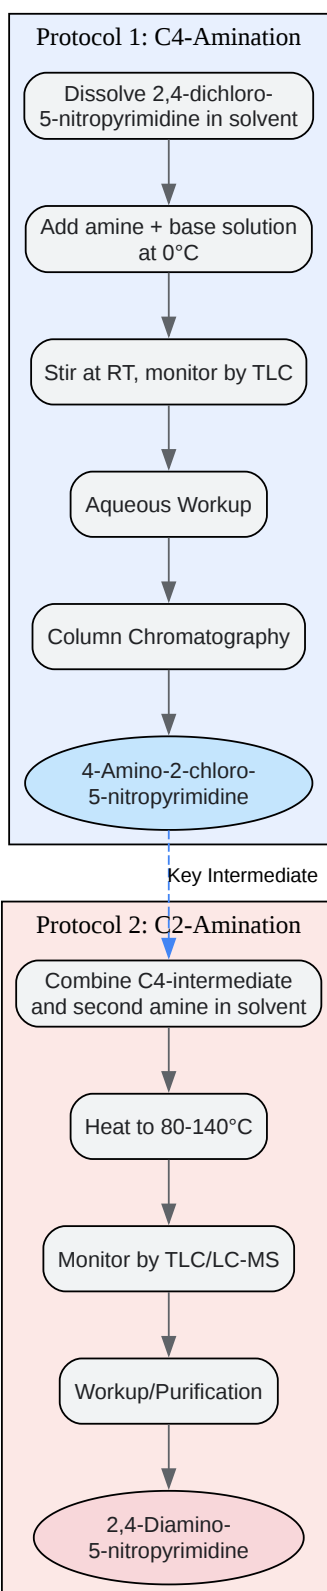 Protocol 1: C4-Amination
Dissolve 2,4-dichloro-
5-nitropyrimidine in solvent
Add amine + base solution
at 0°C
Stir at RT, monitor by TLC
Aqueous Workup
Column Chromatography
4-Amino-2-chloro-
5-nitropyrimidine
Key Intermediate
Protocol 2: C2-Amination
Combine C4-intermediate
and second amine in solvent
Heat to 80-140°C
Monitor by TLC/LC-MS
Workup/Purification
2,4-Diamino-
5-nitropyrimidine